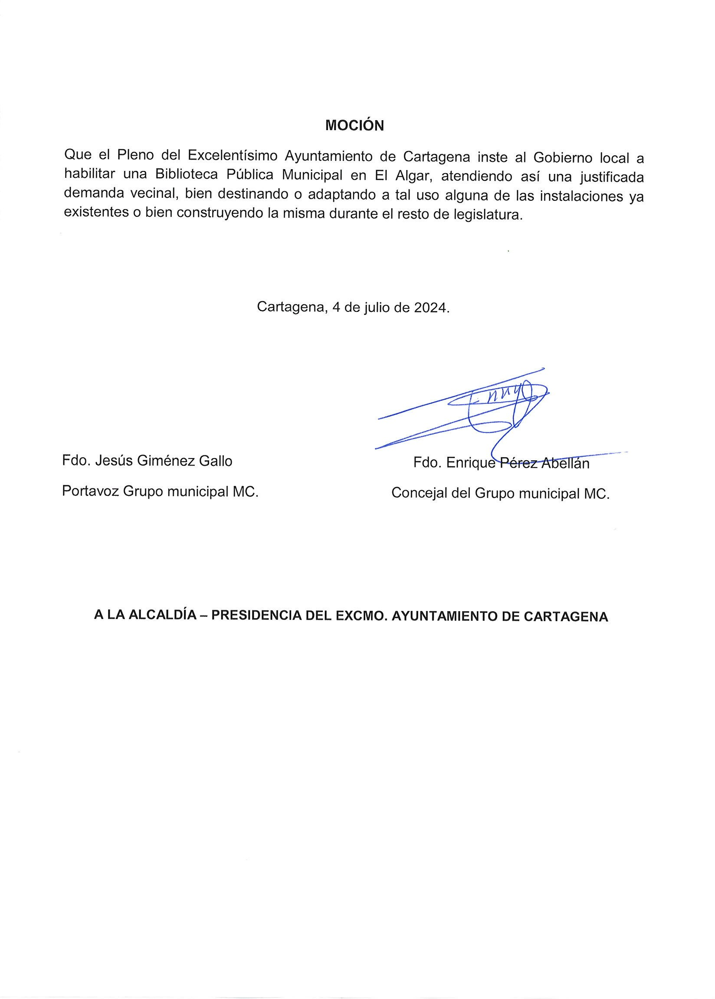 MOCIÓN
Que el Pleno del Excelentísimo Ayuntamiento de Cartagena inste al Gobierno local a
habilitar una Biblioteca Pública Municipal en El Algar, atendiendo así una justificada
demanda vecinal, bien destinando o adaptando a tal uso alguna de las instalaciones ya
existentes o bien construyendo la misma durante el resto de legislatura.
Cartagena, 4 de julio de 2024.
Fdo. Jesús Giménez Gallo
Fdo. Enrique Pérez Abellán
Portavoz Grupo municipal MC.
Concejal del Grupo municipal MC.
A LA ALCALDÍA – PRESIDENCIA DEL EXCMO. AYUNTAMIENTO DE CARTAGENA